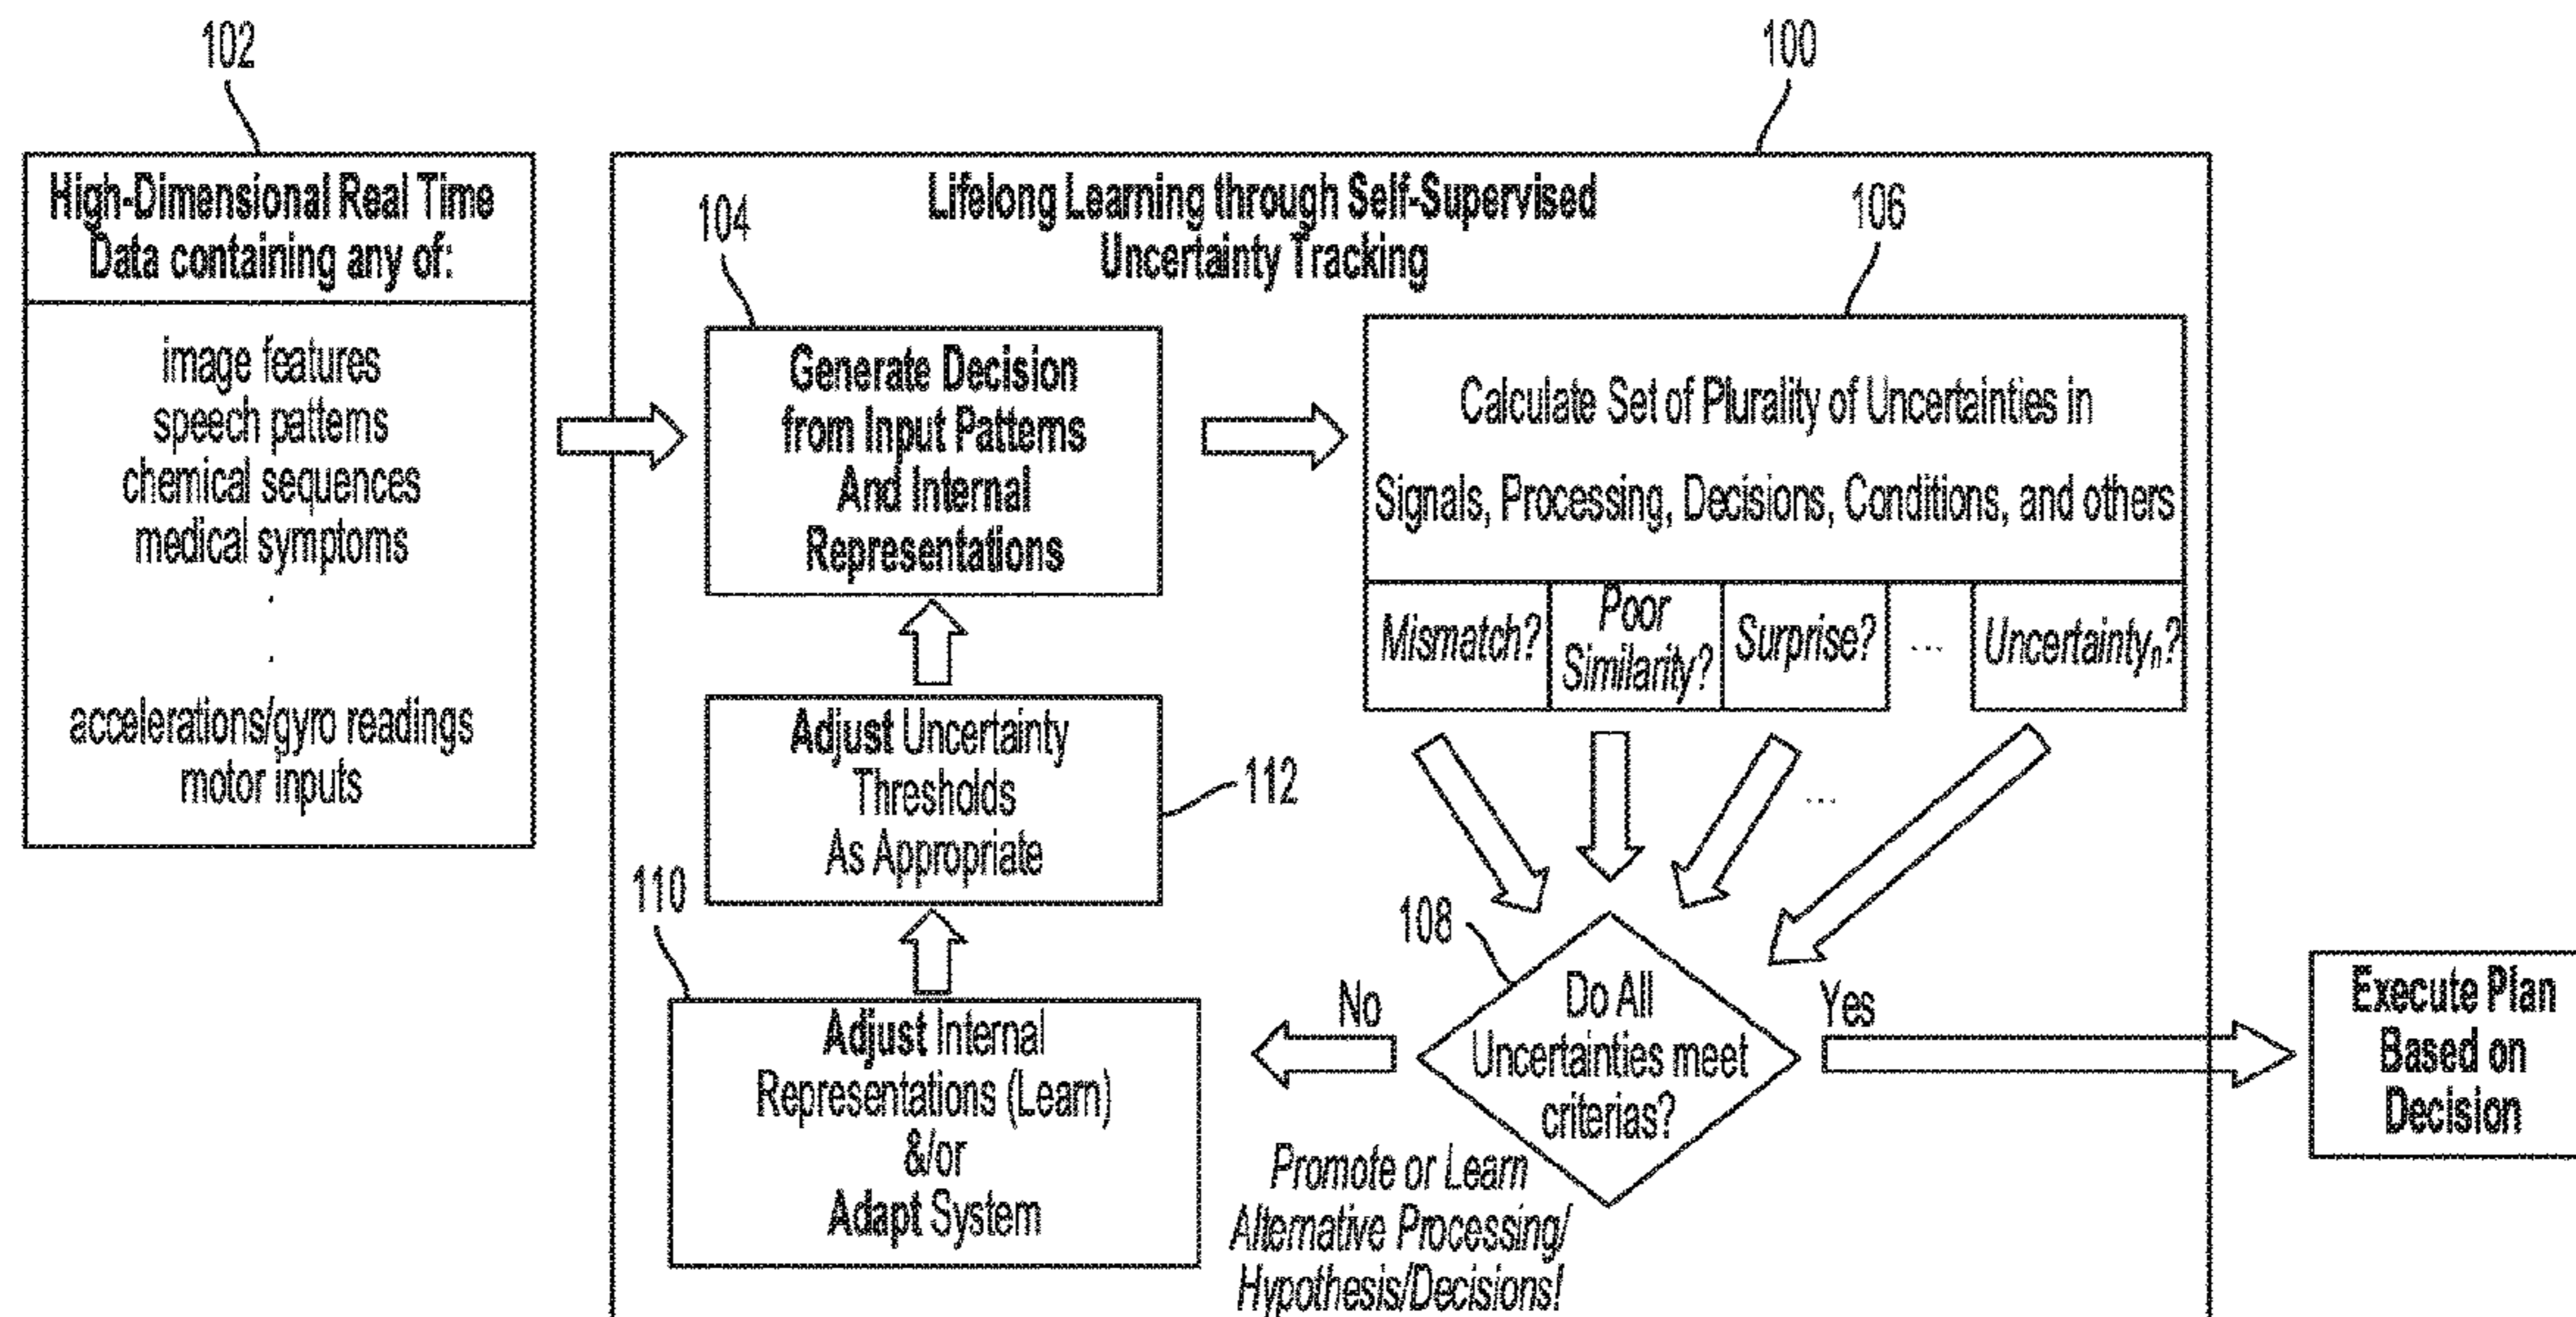 102
100
High-Dimensional Real Time
Data containing any of:
image features
speech patterns
chemical sequences
medical symptoms
.
.
accelerations/gyro readings
motor inputs
Lifelong Learning through Self-Supervised
Uncertainty Tracking
104
Generate Decision
from Input Patterns
And Internal
Representations
106
Calculate Set of Plurality of Uncertainties in
Signals, Processing, Decisions, Conditions, and others
Mismatch?
Poor
Similarity?
Surprise?
...
Uncertaintyₙ?
Adjust Uncertainty
Thresholds
As Appropriate
112
...
110
Adjust Internal
Representations (Learn)
&/or
Adapt System
108
Do All
Uncertainties meet
criterias?
No
Yes
Promote or Learn
Alternative Processing/
Hypothesis/Decisions!
Execute Plan
Based on
Decision